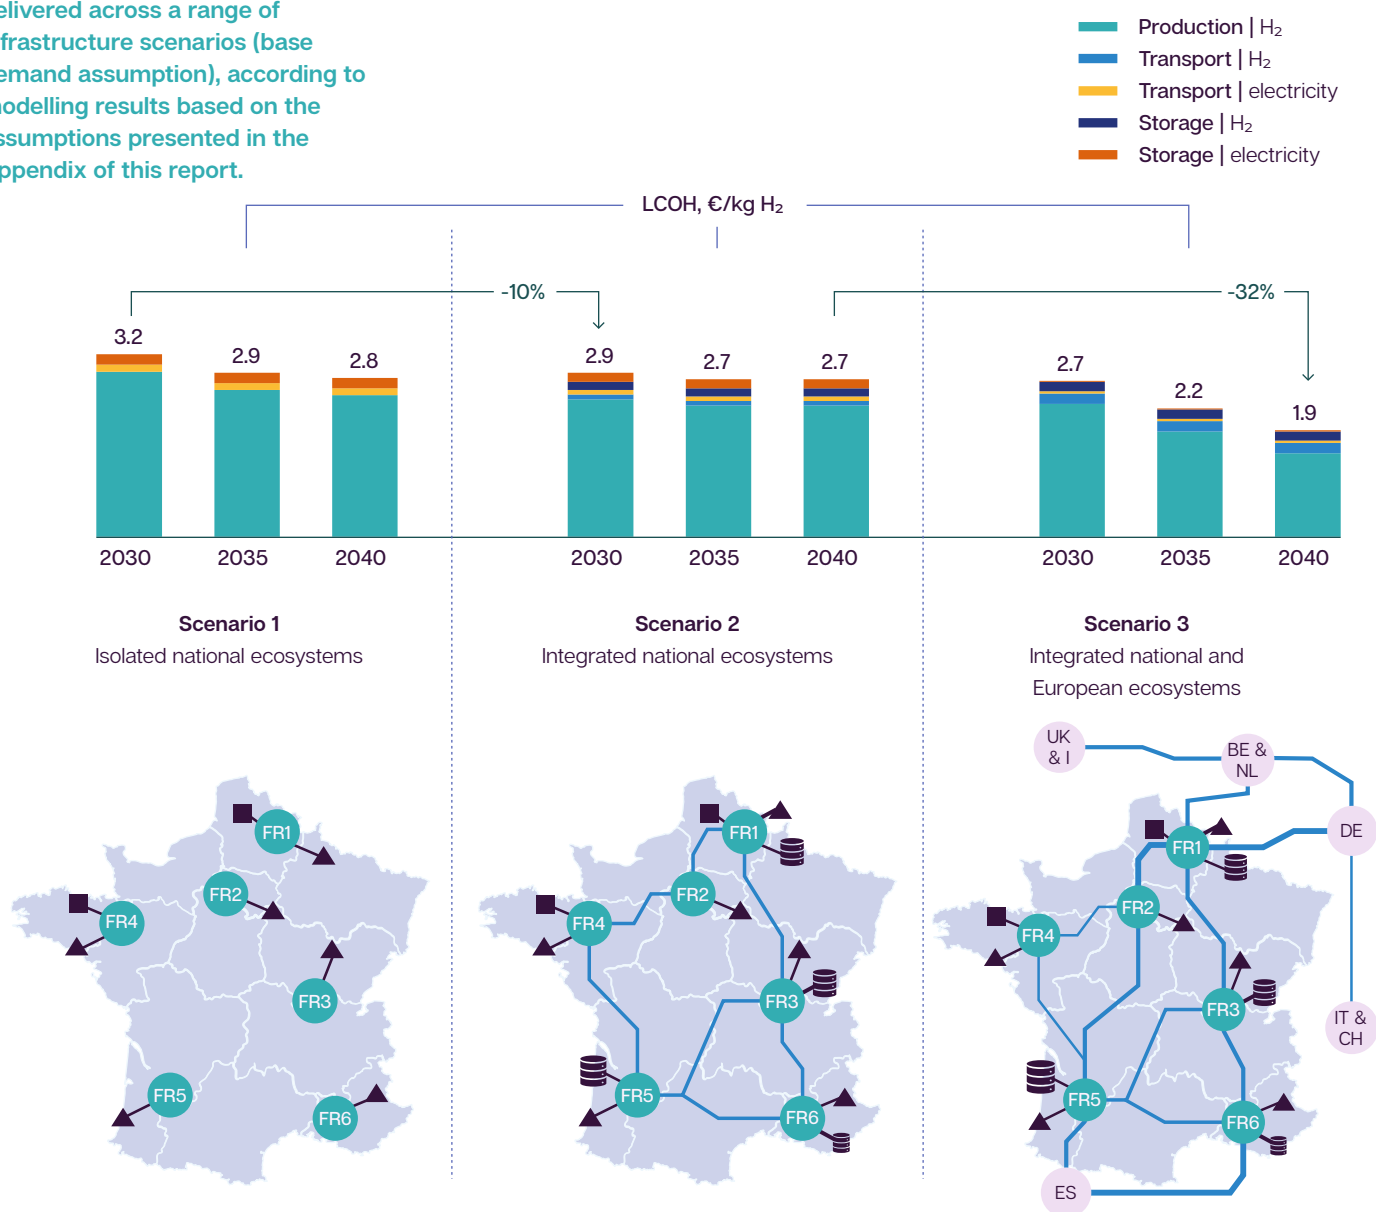 elivered across a range of
frastructure scenarios (base
emand assumption), according to
odelling results based on the
ssumptions presented in the
ppendix of this report.
Production | H₂
Transport | H₂
Transport | electricity
Storage | H₂
Storage | electricity
LCOH, €/kg H₂
-10%
-32%
3.2
2.9
2.8
2.9
2.7
2.7
2.7
2.2
1.9
2030
2035
2040
2030
2035
2040
2030
2035
2040
Scenario 1
Isolated national ecosystems
Scenario 2
Integrated national ecosystems
Scenario 3
Integrated national and
European ecosystems
FR1
FR2
FR4
FR3
FR5
FR6
FR1
FR2
FR4
FR3
FR5
FR6
UK
& I
BE &
NL
DE
FR1
FR2
FR4
FR3
IT &
CH
FR5
FR6
ES